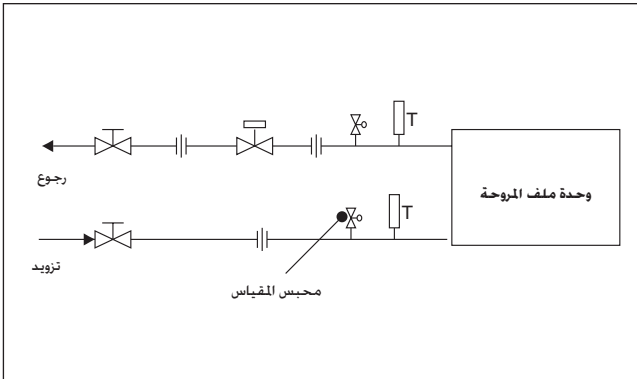 T
رجوع
وحدة ملف المروحة
T
تزويد
محبس المقياس